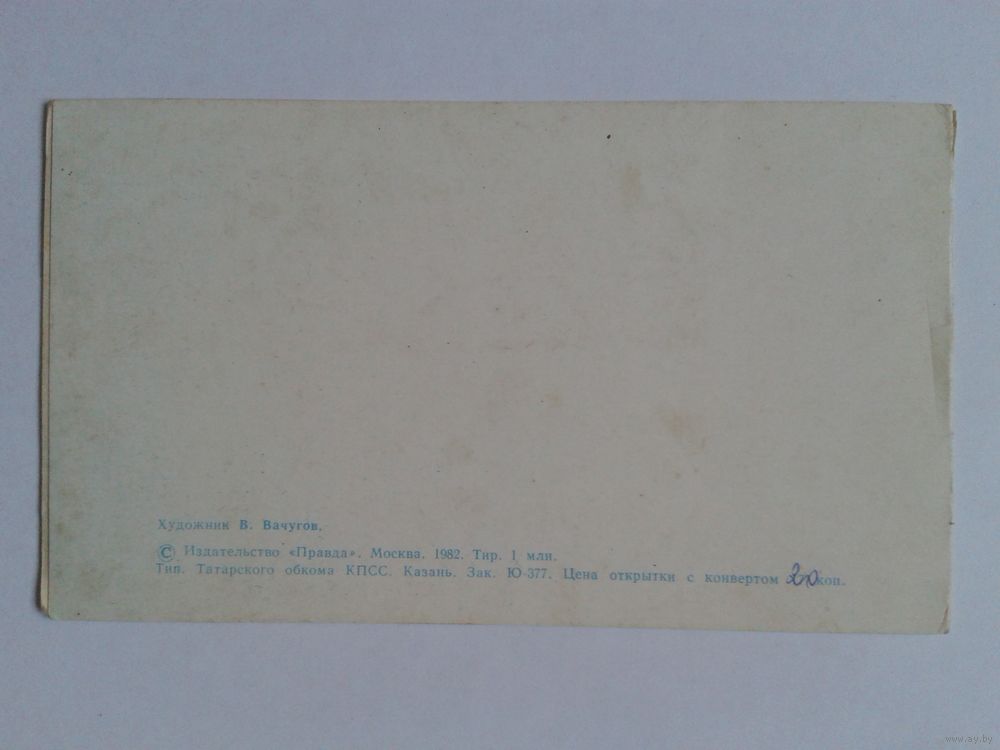 Художник В. Вачугов.
© Издательство «Правда». Москва. 1982. Тир. 1 млн.
Тип. Татарского обкома КПСС. Казань. Зак. Ю-377. Цена открытки с конвертом 20 коп.
www.ay.by